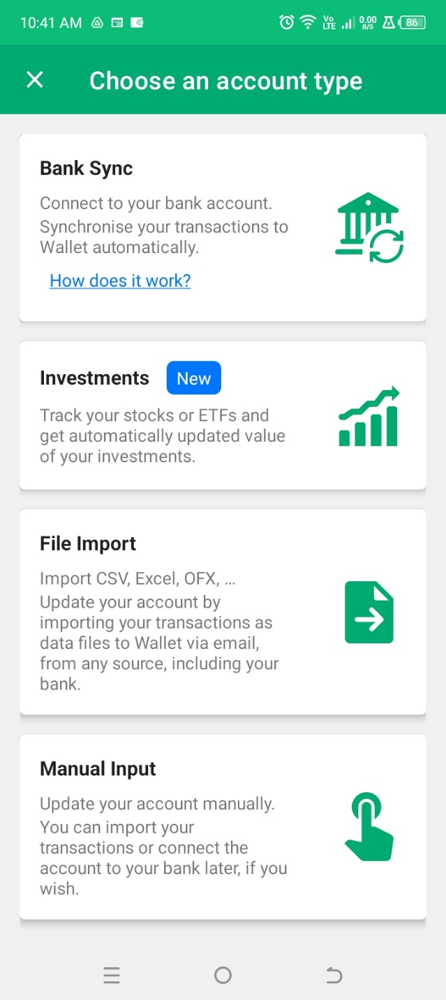 10:41 AM
Vo
LTE
0.00
B/S
86
Choose an account type
Bank Sync
Connect to your bank account.
Synchronise your transactions to
Wallet automatically.
How does it work?
Investments New
Track your stocks or ETFs and
get automatically updated value
of your investments.
File Import
Import CSV, Excel, OFX, ...
Update your account by
importing your transactions as
data files to Wallet via email,
from any source, including your
bank.
Manual Input
Update your account manually.
You can import your
transactions or connect the
account to your bank later, if you
wish.